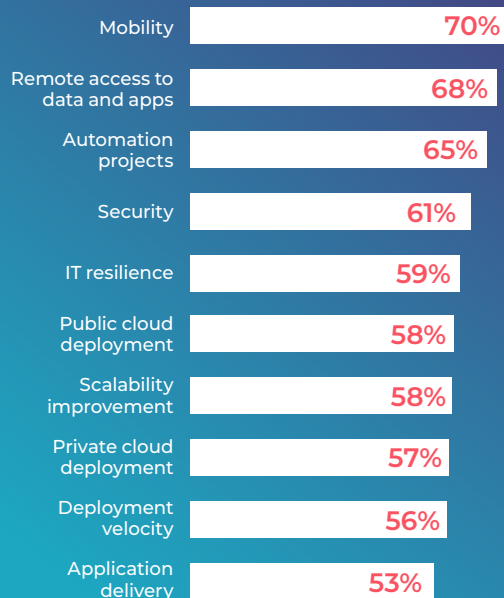 Mobility
70%
Remote access to
data and apps
68%
Automation
projects
65%
Security
61%
IT resilience
59%
Public cloud
deployment
58%
Scalability
improvement
58%
Private cloud
deployment
57%
Deployment
velocity
56%
Application
delivery
53%